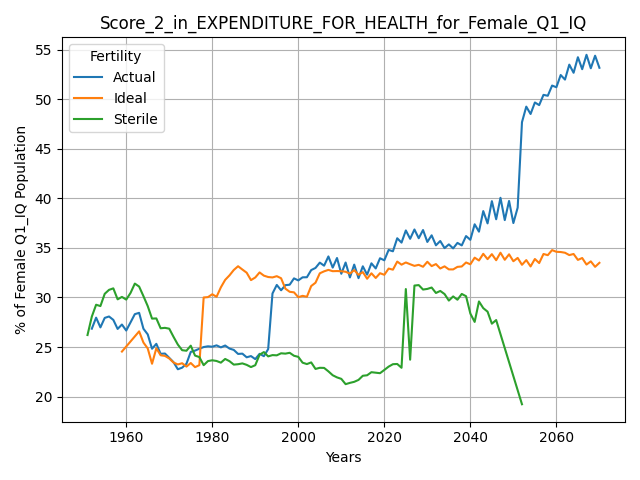 Score_2_in_EXPENDITURE_FOR_HEALTH_for_Female_Q1_IQ
Fertility
Actual
Ideal
Sterile
% of Female Q1_IQ Population
55
50
45
40
35
30
25
20
1960
1980
2000
2020
2040
2060
Years